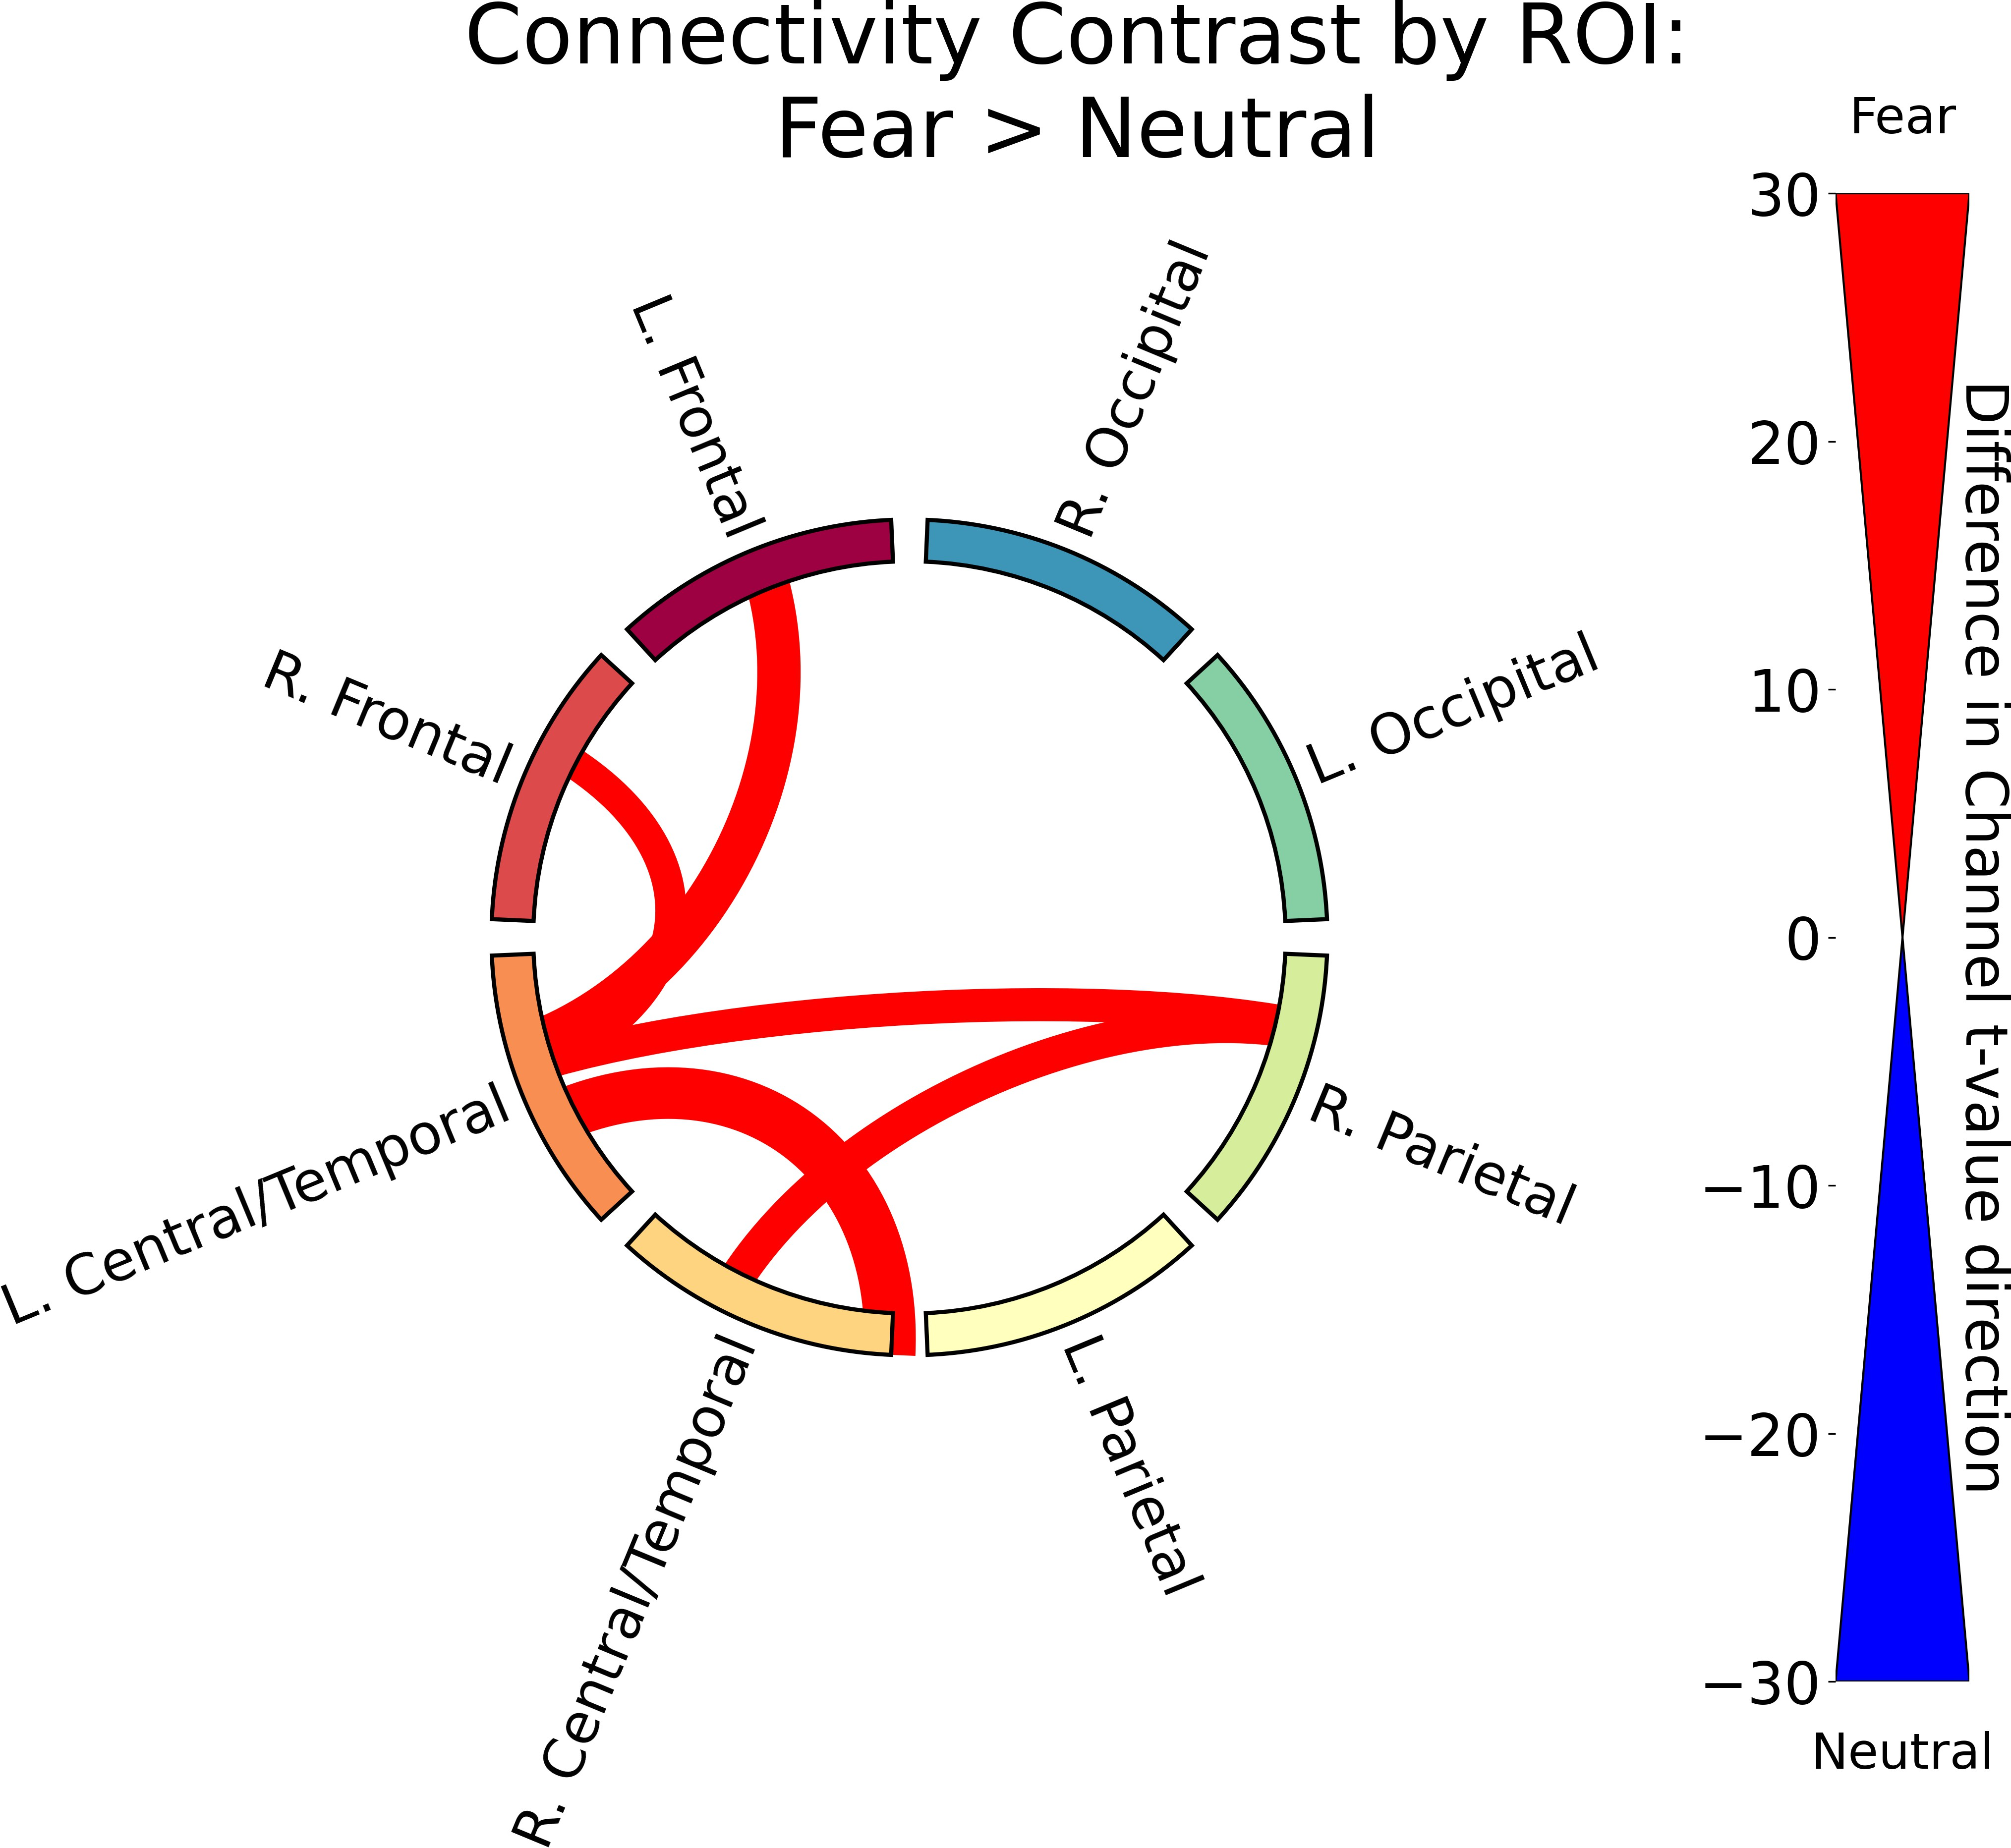 Connectivity Contrast by ROI:
Fear > Neutral
Fear
30
20
10
0
−10
−20
−30
Neutral
Difference in Channel t-value direction
R. Occipital
L. Frontal
L. Occipital
R. Frontal
R. Parietal
L. Central/Temporal
L. Parietal
R. Central/Temporal